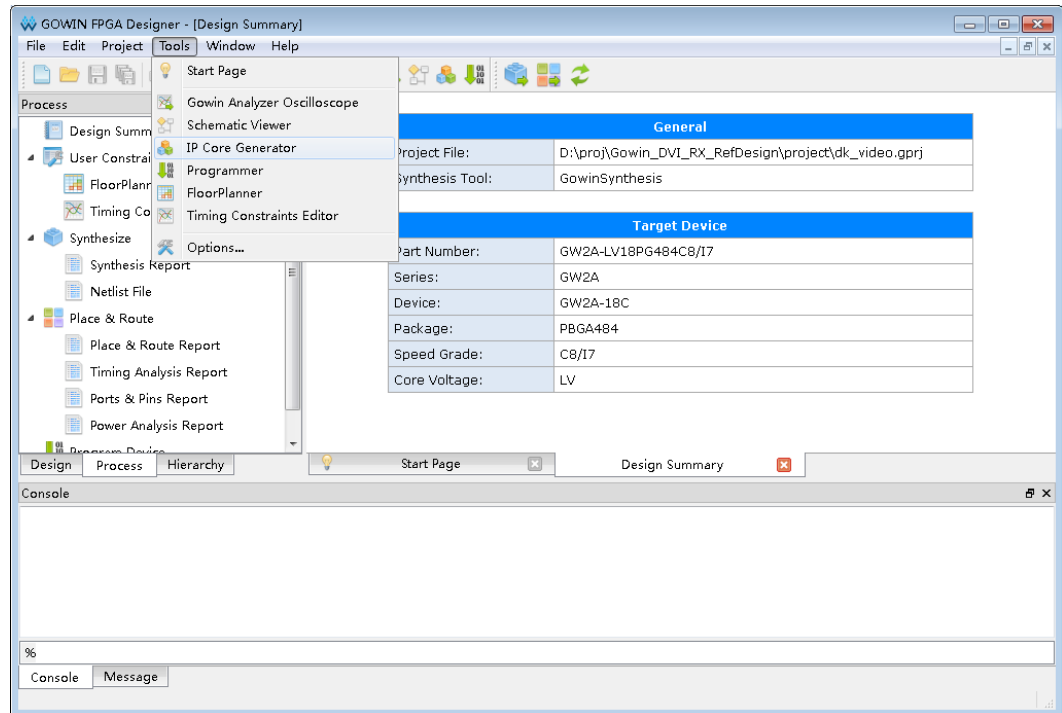 GOWIN FPGA Designer - [Design Summary]
File Edit Project Tools Window Help
Start Page
Gowin Analyzer Oscilloscope
Schematic Viewer
IP Core Generator
Programmer
FloorPlanner
Timing Constraints Editor
Options...
Process
Design Summ
User Constrai
FloorPlanr
Timing Co
Synthesize
Synthesis Report
Netlist File
Place & Route
Place & Route Report
Timing Analysis Report
Ports & Pins Report
Power Analysis Report
Program Device
Design Process Hierarchy
General
Project File: D:\proj\Gowin_DVI_RX_RefDesign\project\dk_video.gprj
Synthesis Tool: GowinSynthesis
Target Device
Part Number: GW2A-LV18PG484C8/I7
Series: GW2A
Device: GW2A-18C
Package: PBGA484
Speed Grade: C8/I7
Core Voltage: LV
Start Page Design Summary
Console
%
Console Message